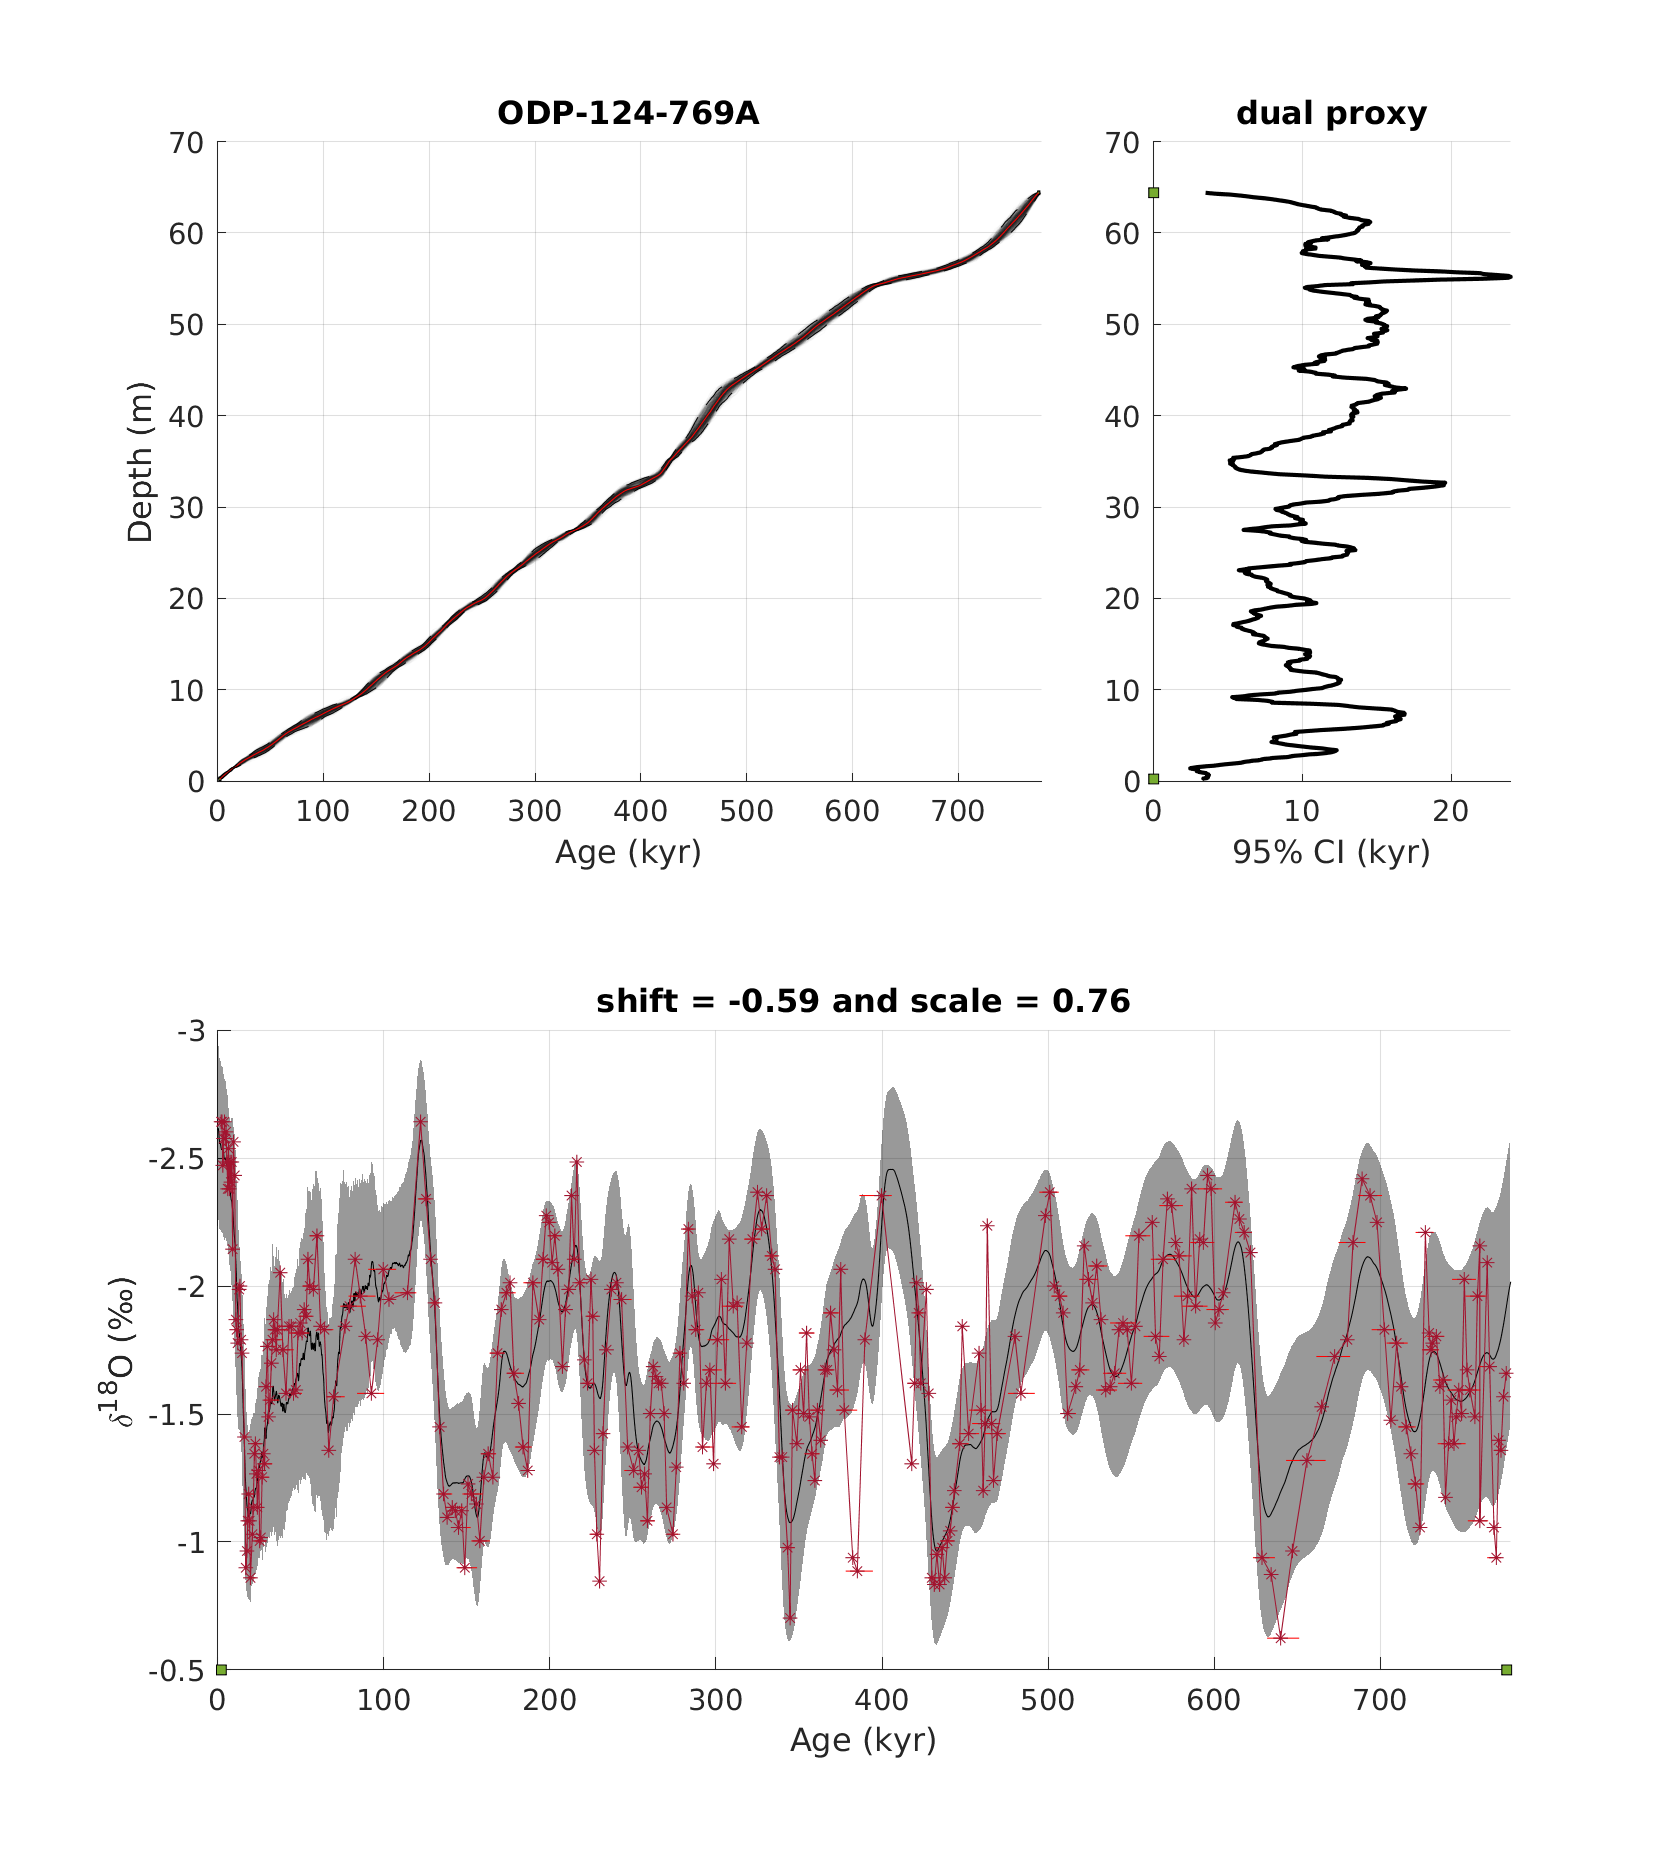 ODP-124-769A
dual proxy
70
60
50
40
30
20
10
0
Depth (m)
0 100 200 300 400 500 600 700
Age (kyr)
70
60
50
40
30
20
10
0
0 10 20
95% CI (kyr)
shift = -0.59 and scale = 0.76
-3
-2.5
-2
-1.5
-1
-0.5
δ¹⁸O (‰)
0 100 200 300 400 500 600 700
Age (kyr)